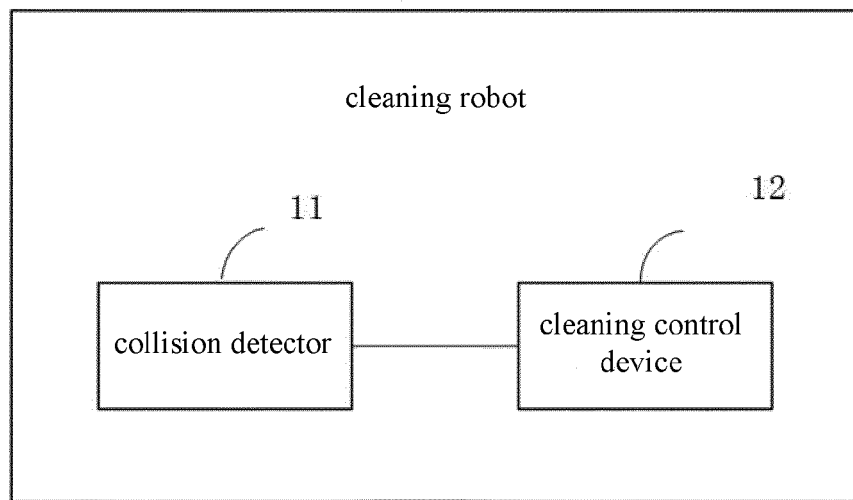 cleaning robot
11
12
collision detector
cleaning control
device